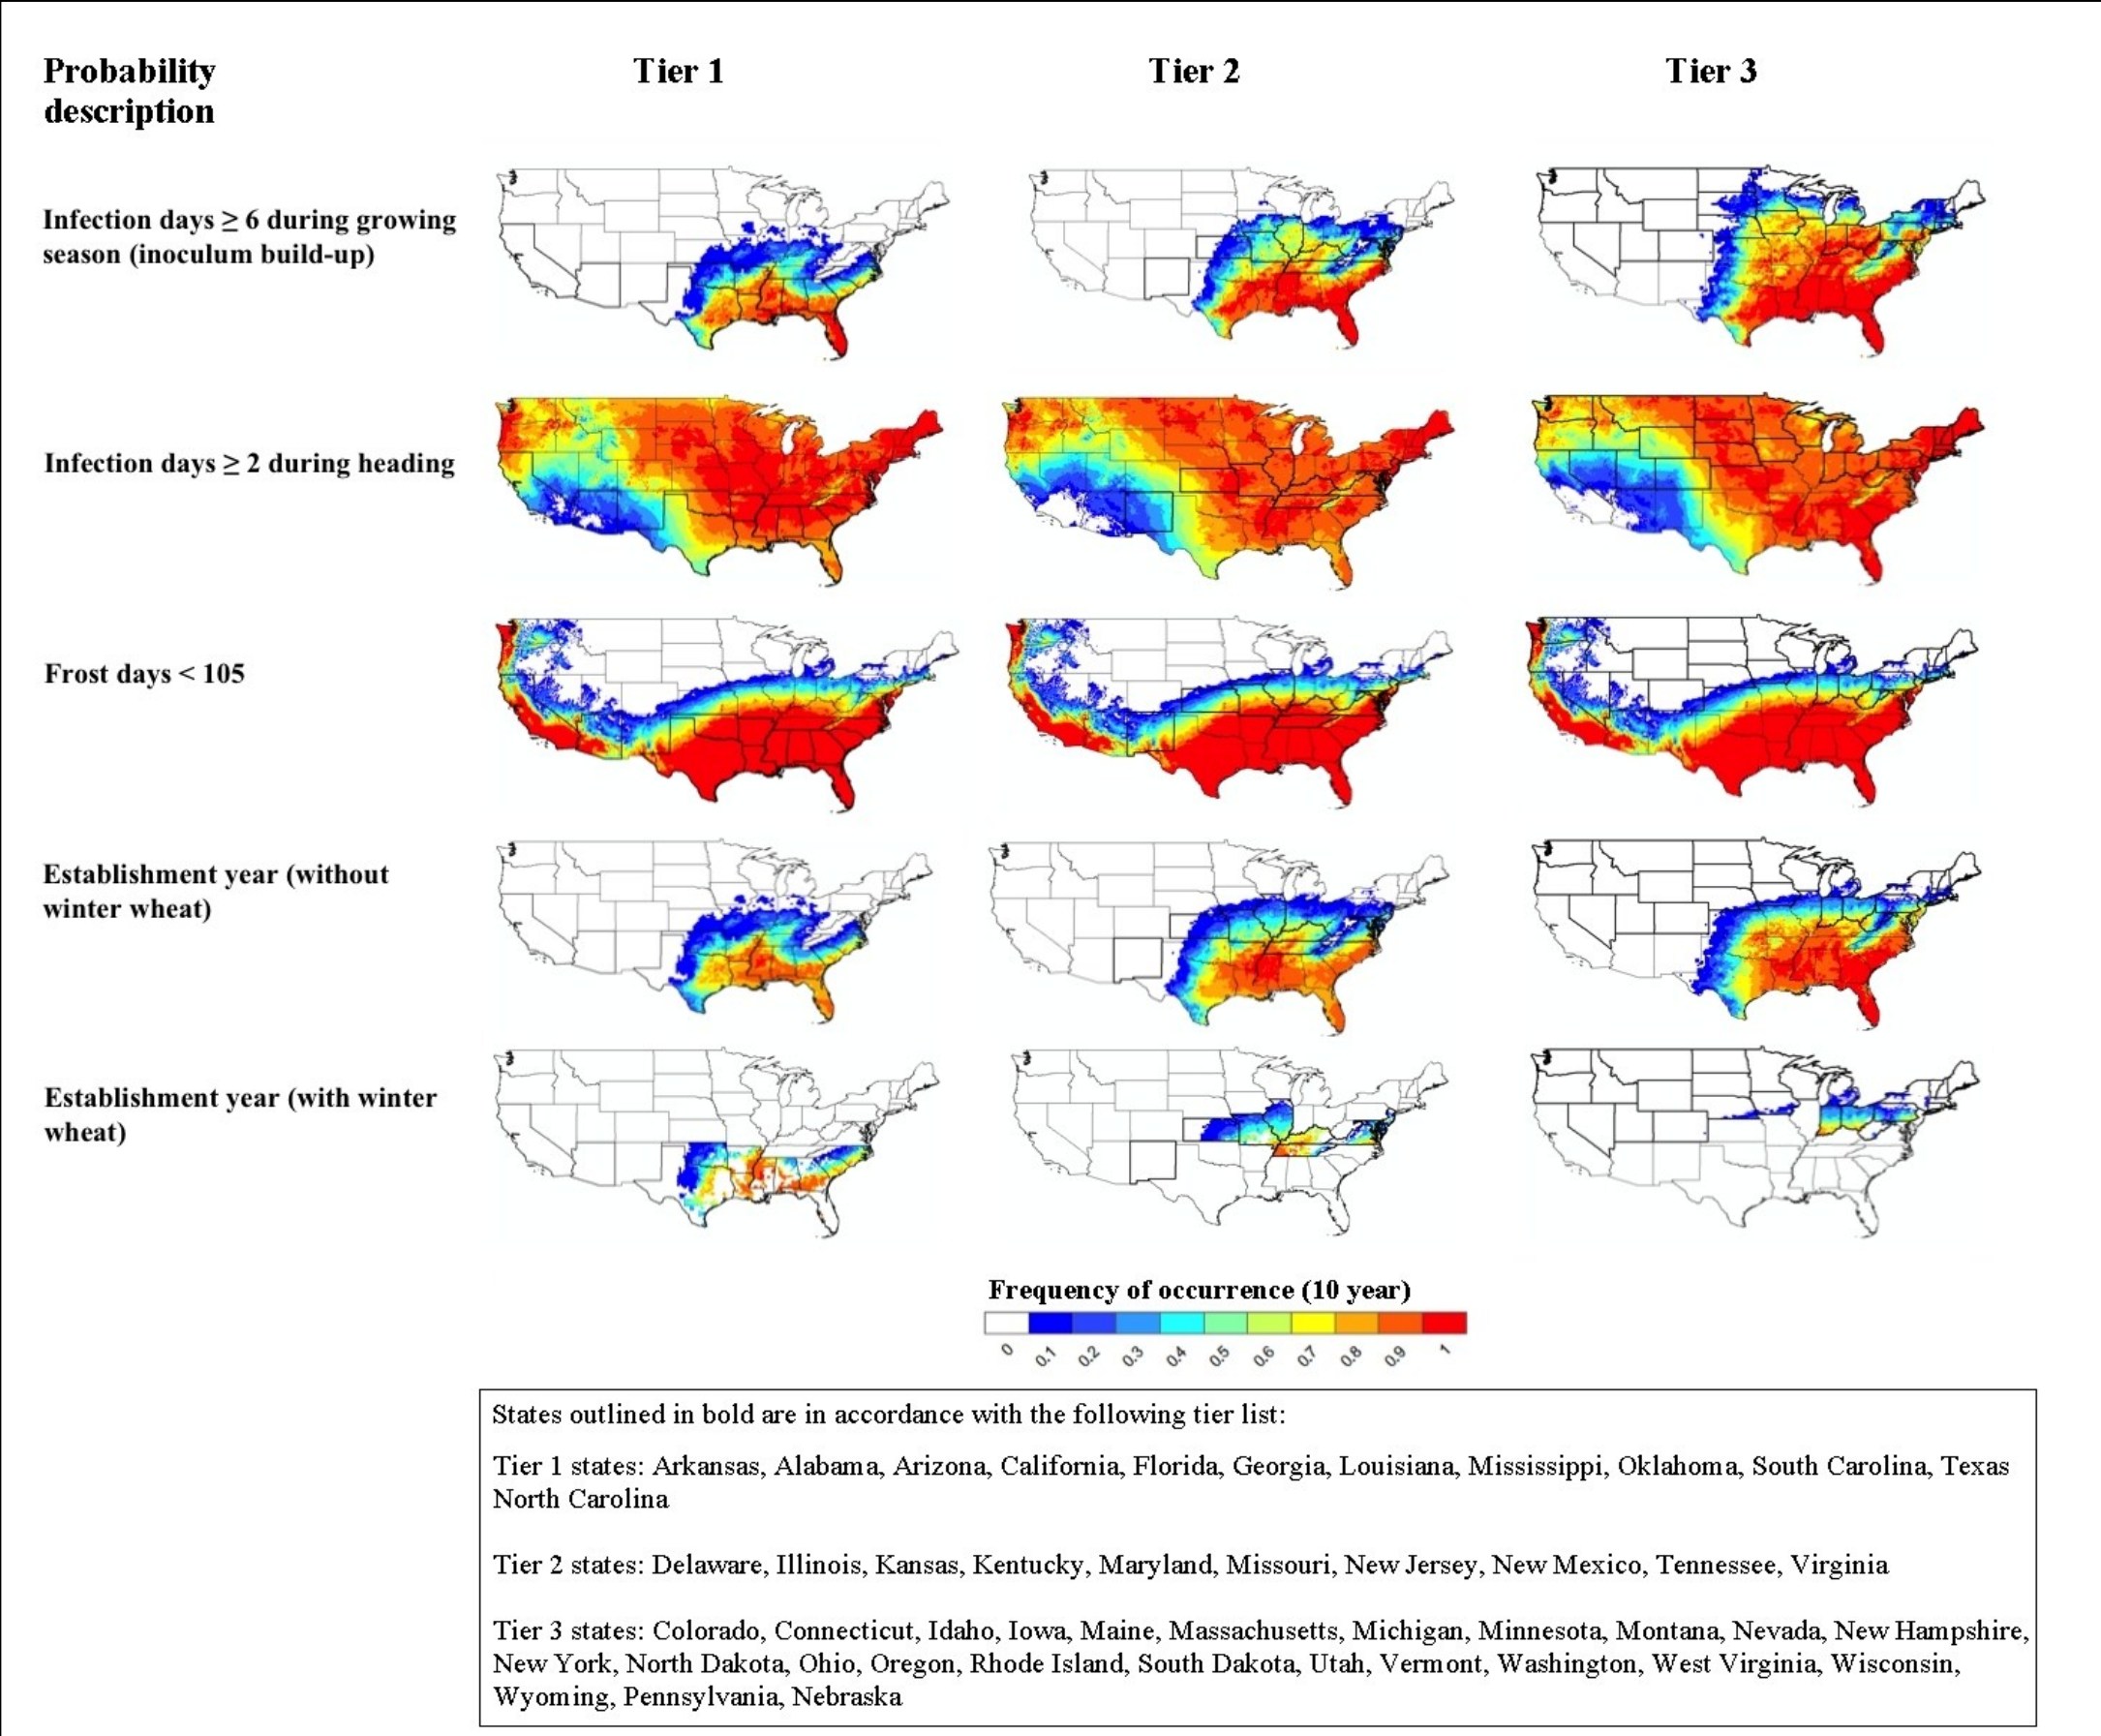 Probability
description
Tier 1
Tier 2
Tier 3
Infection days ≥ 6 during growing
season (inoculum build-up)
Infection days ≥ 2 during heading
Frost days < 105
Establishment year (without
winter wheat)
Establishment year (with winter
wheat)
Frequency of occurrence (10 year)
0 0.1 0.2 0.3 0.4 0.5 0.6 0.7 0.8 0.9 1
States outlined in bold are in accordance with the following tier list:
Tier 1 states: Arkansas, Alabama, Arizona, California, Florida, Georgia, Louisiana, Mississippi, Oklahoma, South Carolina, Texas
North Carolina
Tier 2 states: Delaware, Illinois, Kansas, Kentucky, Maryland, Missouri, New Jersey, New Mexico, Tennessee, Virginia
Tier 3 states: Colorado, Connecticut, Idaho, Iowa, Maine, Massachusetts, Michigan, Minnesota, Montana, Nevada, New Hampshire,
New York, North Dakota, Ohio, Oregon, Rhode Island, South Dakota, Utah, Vermont, Washington, West Virginia, Wisconsin,
Wyoming, Pennsylvania, Nebraska